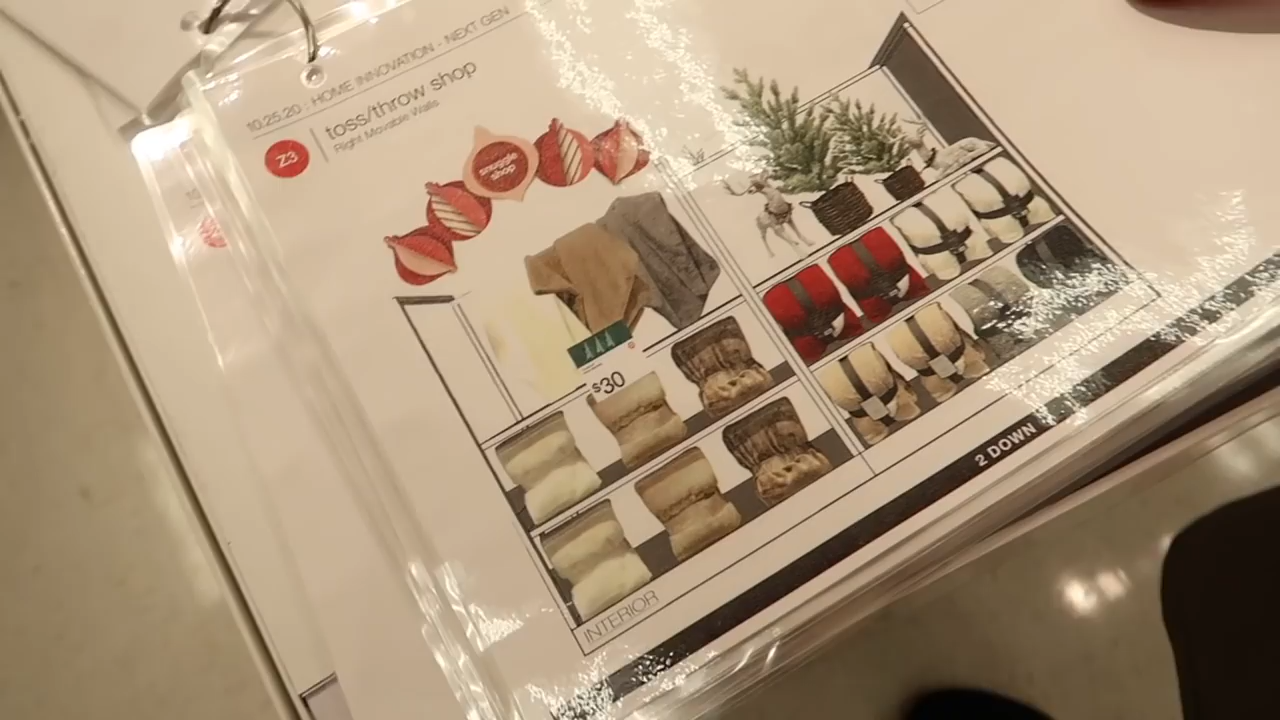 10.25.20 : HOME INNOVATION - NEXT GEN
Z3
toss/throw shop
Right Movable Walls
snuggle
shop
$30
INTERIOR
2 DOWN